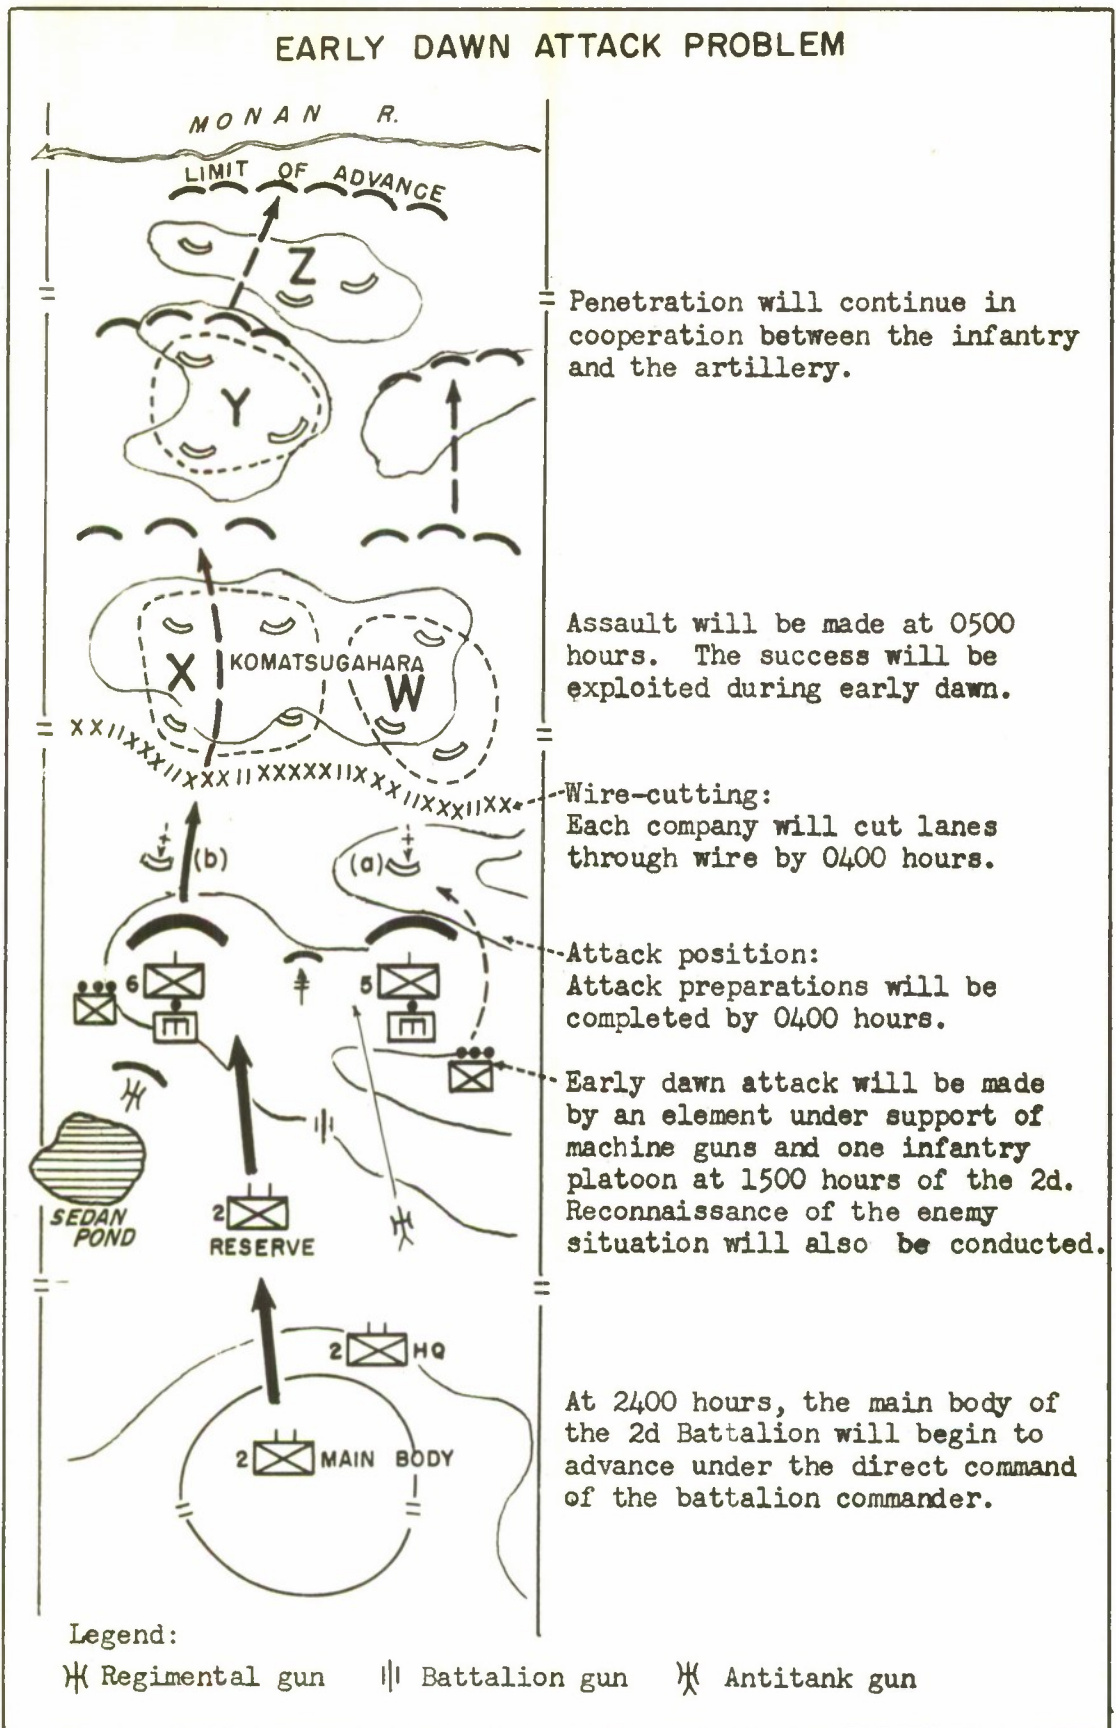 EARLY DAWN ATTACK PROBLEM
MONAN R.
LIMIT OF ADVANCE
Z
Penetration will continue in
cooperation between the infantry
and the artillery.
Y
Assault will be made at 0500
hours. The success will be
exploited during early dawn.
X KOMATSUGAHARA
W
Wire-cutting:
Each company will cut lanes
through wire by 0400 hours.
(b)
(a)
Attack position:
Attack preparations will be
completed by 0400 hours.
6
5
Early dawn attack will be made
by an element under support of
machine guns and one infantry
platoon at 1500 hours of the 2d.
Reconnaissance of the enemy
situation will also be conducted.
SEDAN
POND
2
RESERVE
2 HQ
At 2400 hours, the main body of
the 2d Battalion will begin to
advance under the direct command
of the battalion commander.
2 MAIN BODY
Legend:
Regimental gun Battalion gun Antitank gun